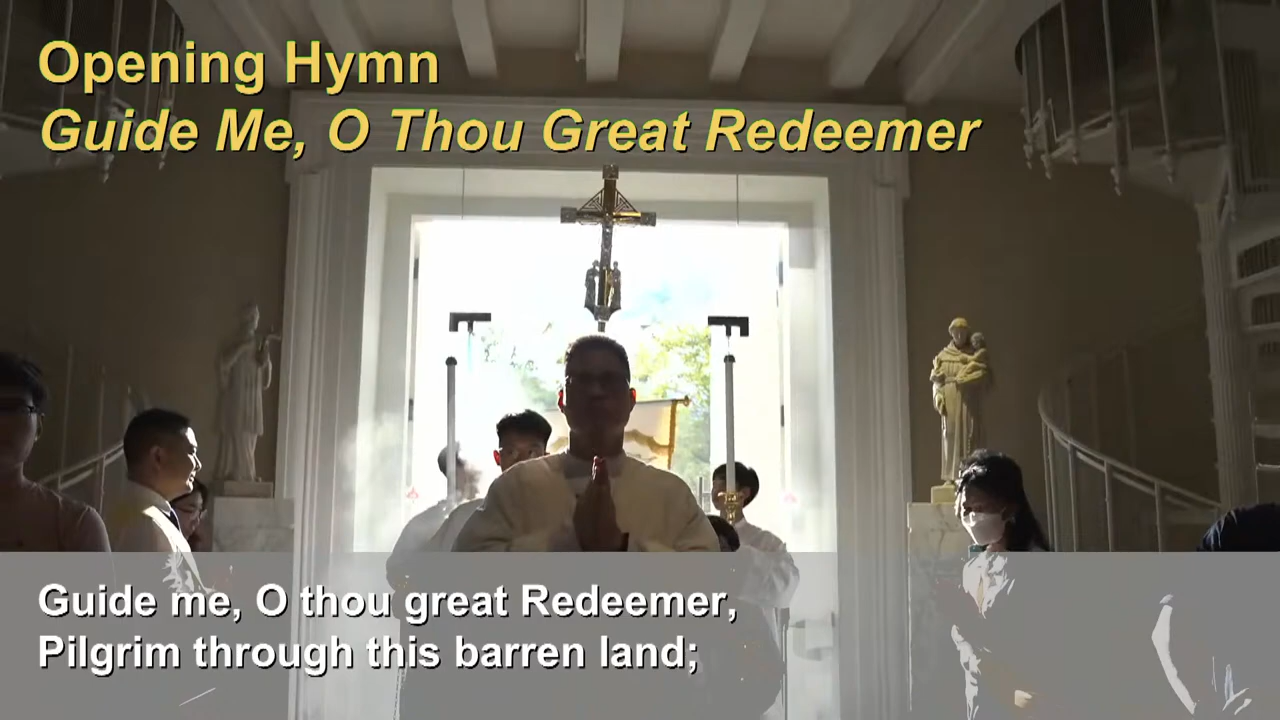 Opening Hymn
Guide Me, O Thou Great Redeemer
Guide me, O thou great Redeemer,
Pilgrim through this barren land;